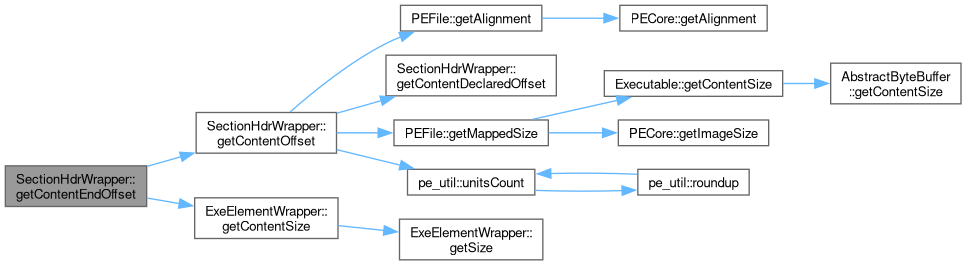 SectionHdrWrapper::
getContentEndOffset
SectionHdrWrapper::
getContentOffset
PEFile::getAlignment
PECore::getAlignment
SectionHdrWrapper::
getContentDeclaredOffset
PEFile::getMappedSize
Executable::getContentSize
AbstractByteBuffer
::getContentSize
PECore::getImageSize
pe_util::unitsCount
pe_util::roundup
ExeElementWrapper::
getContentSize
ExeElementWrapper::
getSize